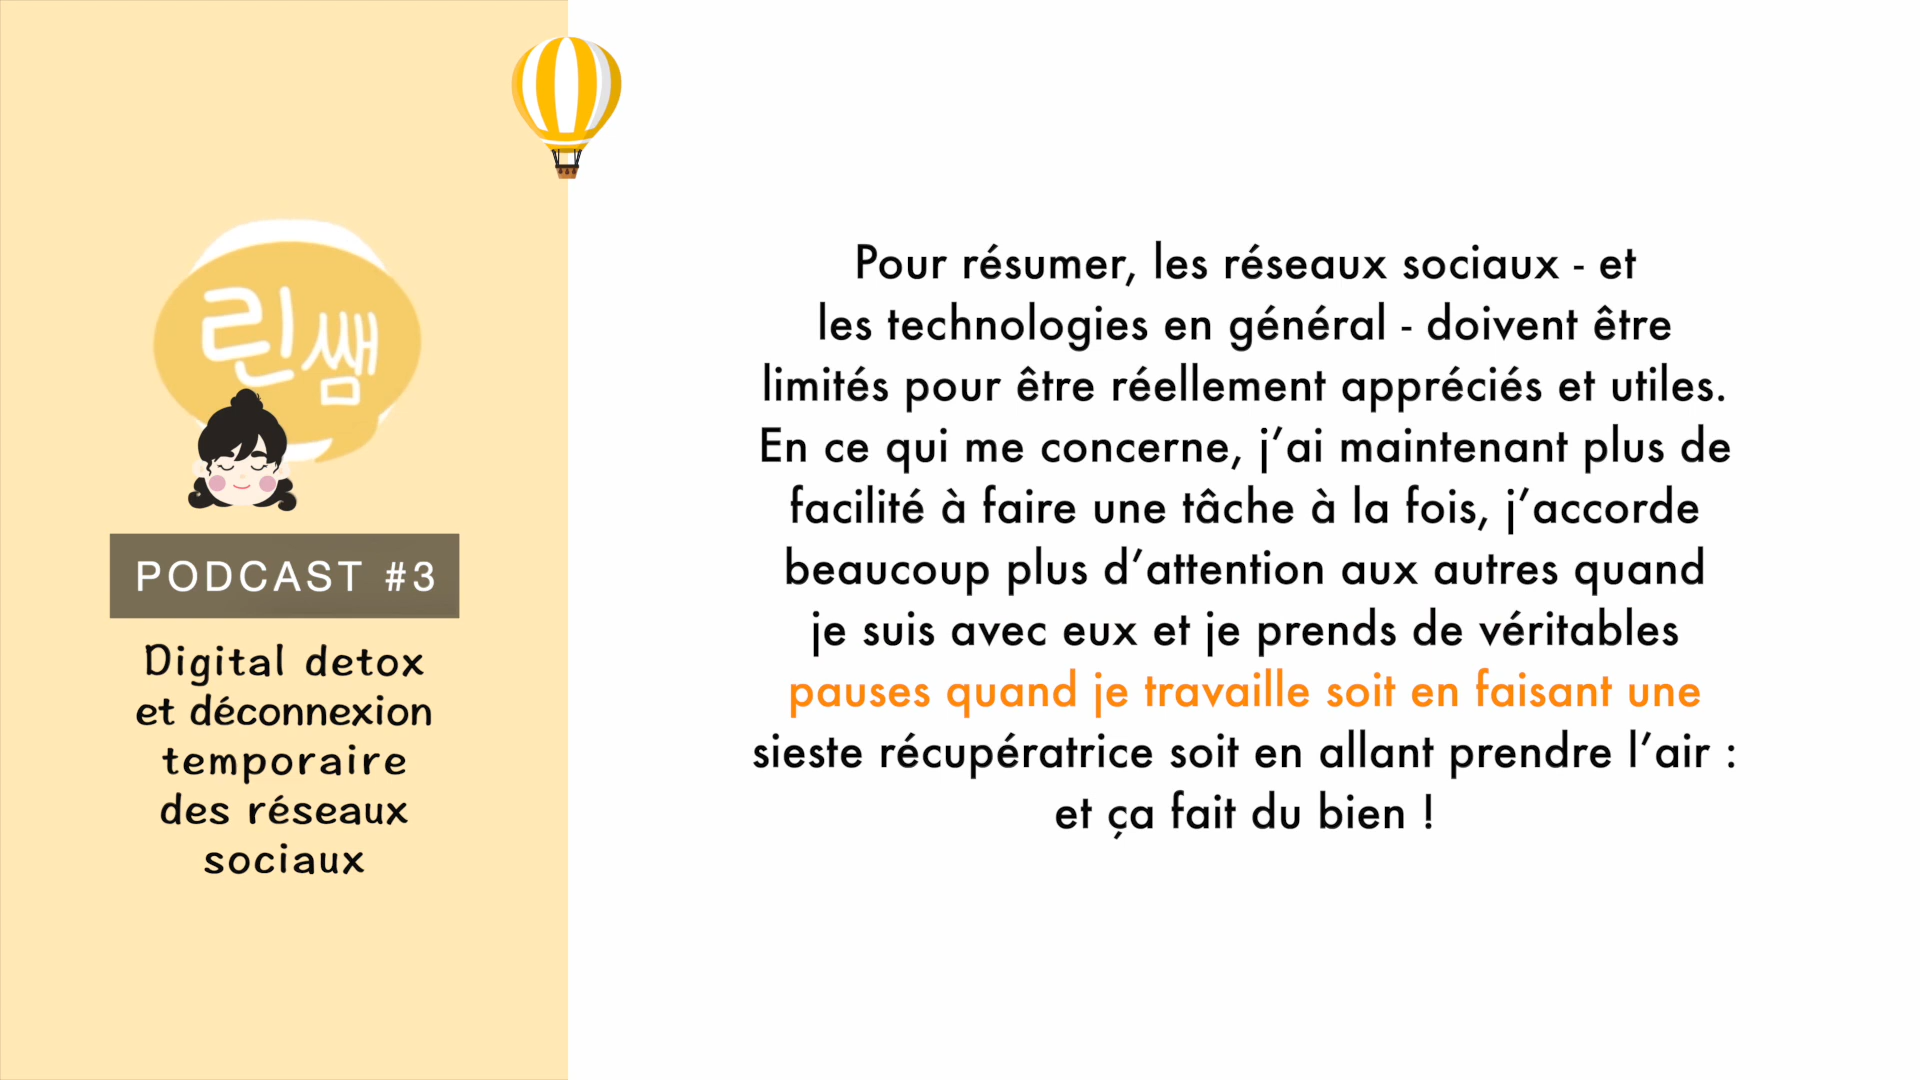 린쌤
PODCAST #3
Digital detox
et déconnexion
temporaire
des réseaux
sociaux
Pour résumer, les réseaux sociaux - et
les technologies en général - doivent être
limités pour être réellement appréciés et utiles.
En ce qui me concerne, j’ai maintenant plus de
facilité à faire une tâche à la fois, j’accorde
beaucoup plus d’attention aux autres quand
je suis avec eux et je prends de véritables
pauses quand je travaille soit en faisant une
sieste récupératrice soit en allant prendre l’air :
et ça fait du bien !